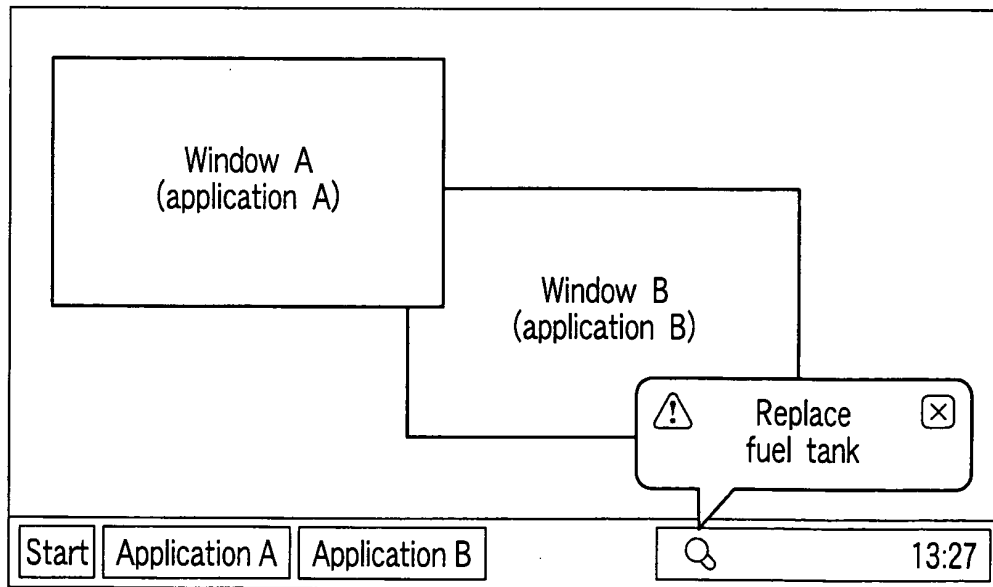 Window A
(application A)
Window B
(application B)
Replace
fuel tank
Start
Application A
Application B
13:27